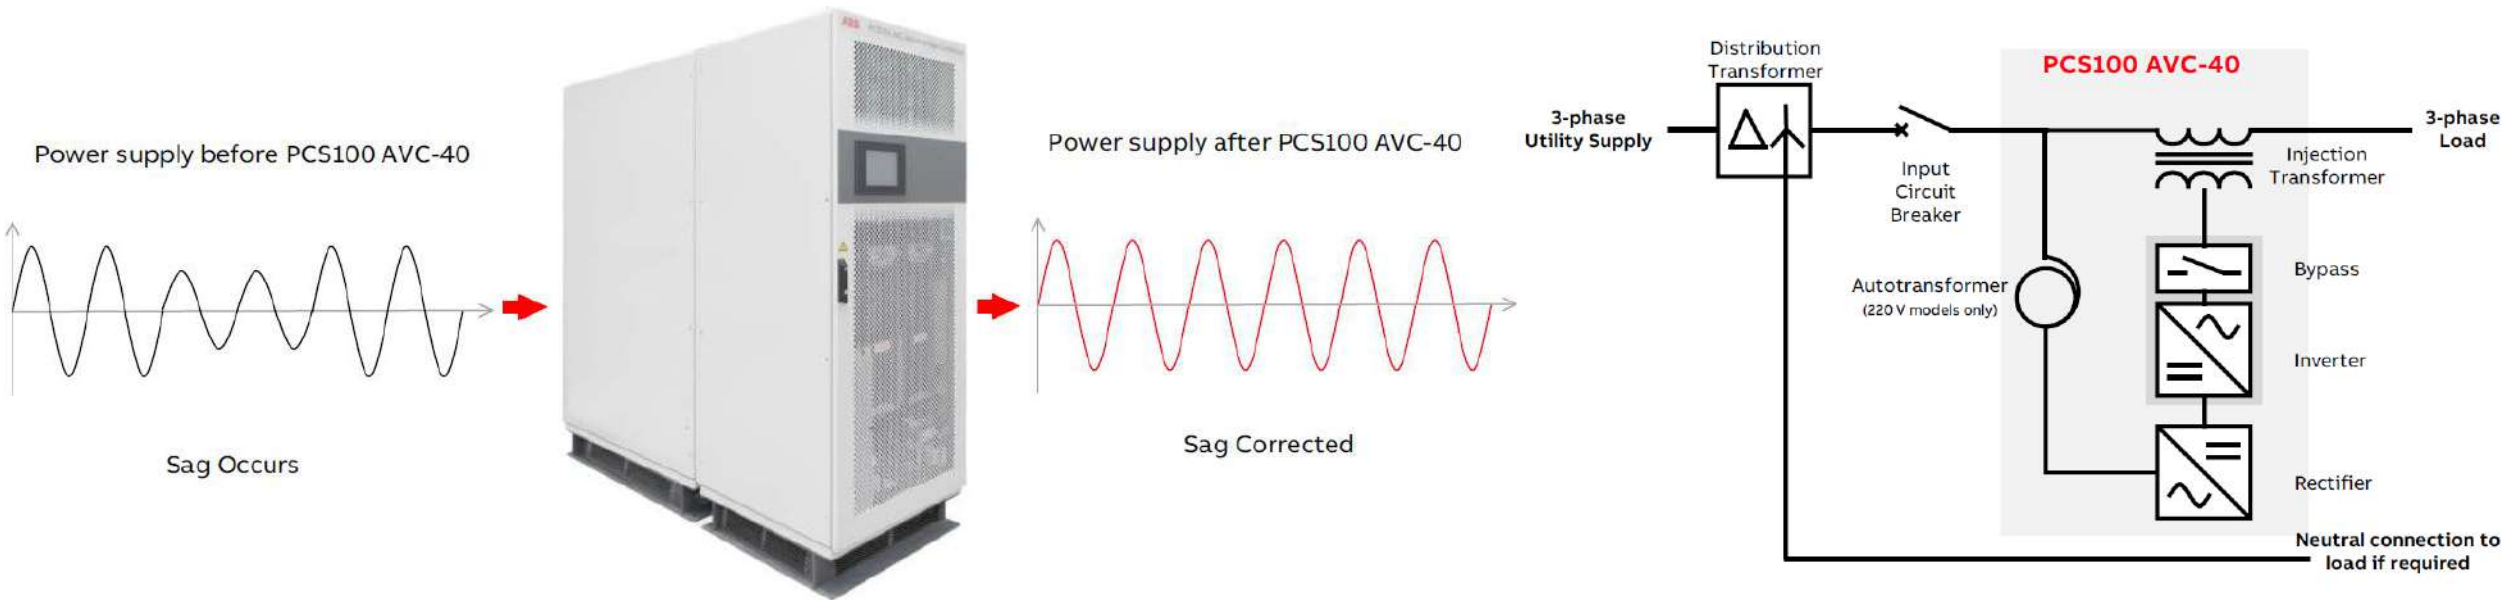 Power supply before PCS100 AVC-40
Sag Occurs
ABB
Power supply after PCS100 AVC-40
Sag Corrected
Distribution
Transformer
PCS100 AVC-40
3-phase
Utility Supply
3-phase
Load
Input
Circuit
Breaker
Injection
Transformer
Autotransformer
(220 V models only)
Bypass
Inverter
Rectifier
Neutral connection to
load if required